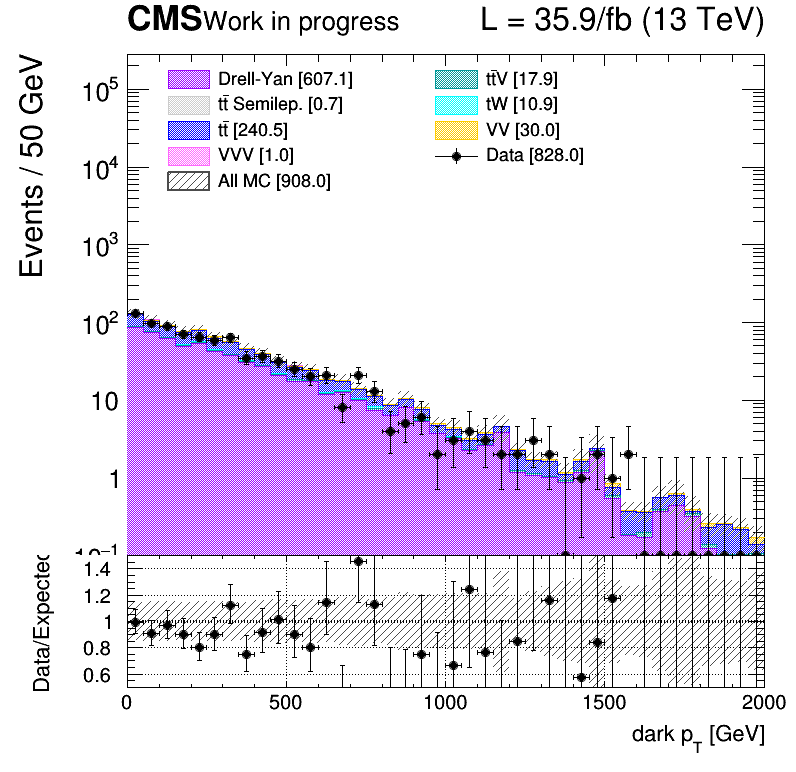 CMS Work in progress L = 35.9/fb (13 TeV)
Events / 50 GeV
Drell-Yan [607.1]
tt̄ Semilep. [0.7]
tt̄ [240.5]
VVV [1.0]
All MC [908.0]
tt̄V [17.9]
tW [10.9]
VV [30.0]
Data [828.0]
10⁵
10⁴
10³
10²
10
1
10⁻¹
Data/Expected
1.4
1.2
1
0.8
0.6
0 500 1000 1500 2000
dark p_T [GeV]